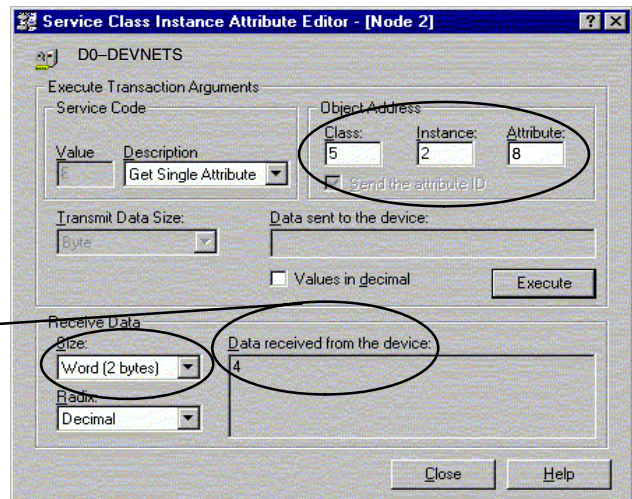 Service Class Instance Attribute Editor - [Node 2]
D0–DEVNETS
Execute Transaction Arguments
Service Code
Object Address
Value
Description
Class:
Instance:
Attribute:
Get Single Attribute
5
2
8
Send the attribute ID
Transmit Data Size:
Data sent to the device:
Byte
Values in decimal
Execute
Receive Data
Size:
Data received from the device:
Word (2 bytes)
4
Radix:
Decimal
Close
Help